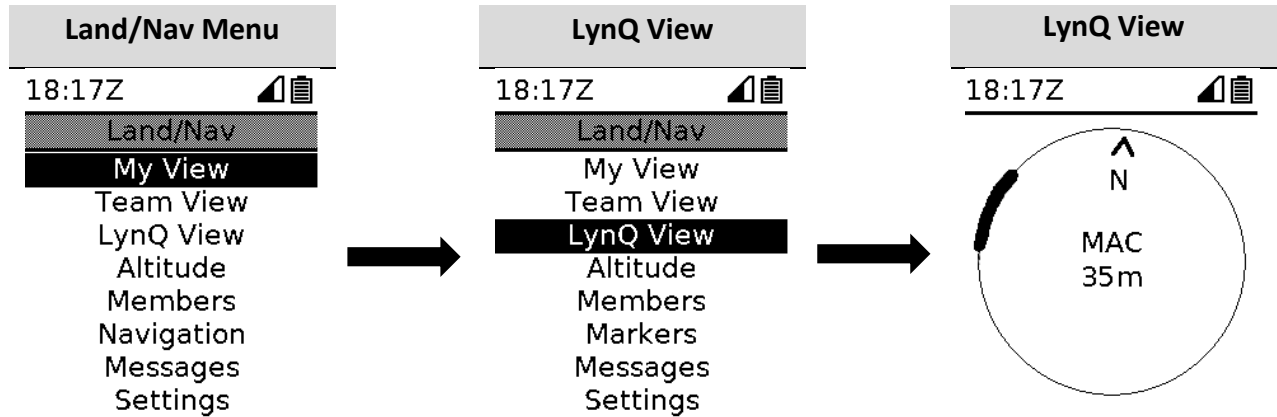 Land/Nav Menu
18:17Z
Land/Nav
My View
Team View
LynQ View
Altitude
Members
Navigation
Messages
Settings
LynQ View
18:17Z
Land/Nav
My View
Team View
LynQ View
Altitude
Members
Markers
Messages
Settings
LynQ View
18:17Z
N
MAC
35m